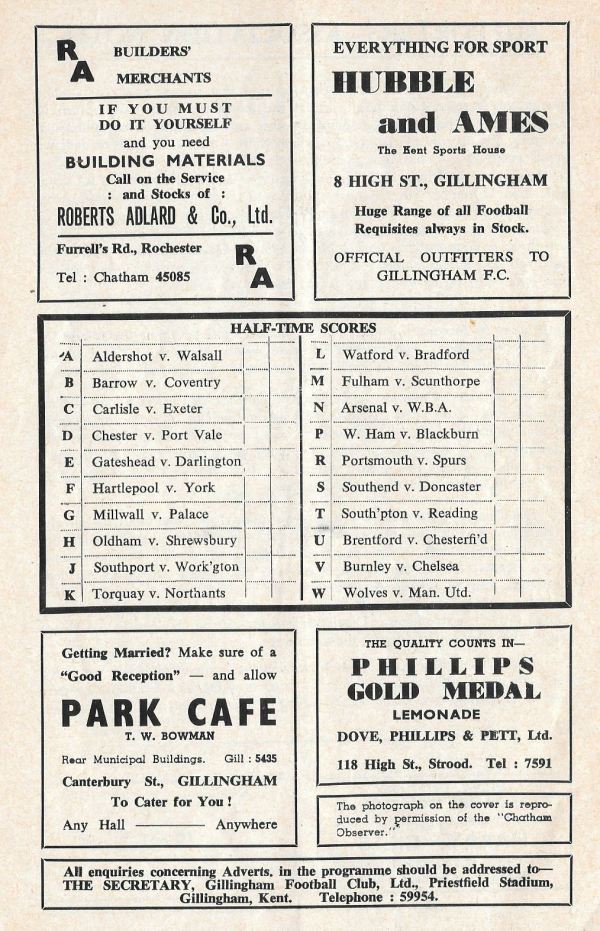 RA BUILDERS'
MERCHANTS
IF YOU MUST
DO IT YOURSELF
and you need
BUILDING MATERIALS
Call on the Service
: and Stocks of :
ROBERTS ADLARD & Co., Ltd.
Furrell's Rd., Rochester
Tel : Chatham 45085
RA
EVERYTHING FOR SPORT
HUBBLE
and AMES
The Kent Sports House
8 HIGH ST., GILLINGHAM
Huge Range of all Football
Requisites always in Stock.
OFFICIAL OUTFITTERS TO
GILLINGHAM F.C.
HALF-TIME SCORES
A Aldershot v. Walsall
B Barrow v. Coventry
C Carlisle v. Exeter
D Chester v. Port Vale
E Gateshead v. Darlington
F Hartlepool v. York
G Millwall v. Palace
H Oldham v. Shrewsbury
J Southport v. Work'gton
K Torquay v. Northants
L Watford v. Bradford
M Fulham v. Scunthorpe
N Arsenal v. W.B.A.
P W. Ham v. Blackburn
R Portsmouth v. Spurs
S Southend v. Doncaster
T South'pton v. Reading
U Brentford v. Chesterfi'd
V Burnley v. Chelsea
W Wolves v. Man. Utd.
Getting Married? Make sure of a
"Good Reception" — and allow
PARK CAFE
T. W. BOWMAN
Rear Municipal Buildings. Gill : 5435
Canterbury St., GILLINGHAM
To Cater for You !
Any Hall ——— Anywhere
THE QUALITY COUNTS IN—
PHILLIPS
GOLD MEDAL
LEMONADE
DOVE, PHILLIPS & PETT, Ltd.
118 High St., Strood. Tel : 7591
The photograph on the cover is repro-
duced by permission of the "Chatham
Observer."
All enquiries concerning Adverts. in the programme should be addressed to—
THE SECRETARY, Gillingham Football Club, Ltd., Priestfield Stadium,
Gillingham, Kent. Telephone : 59954.